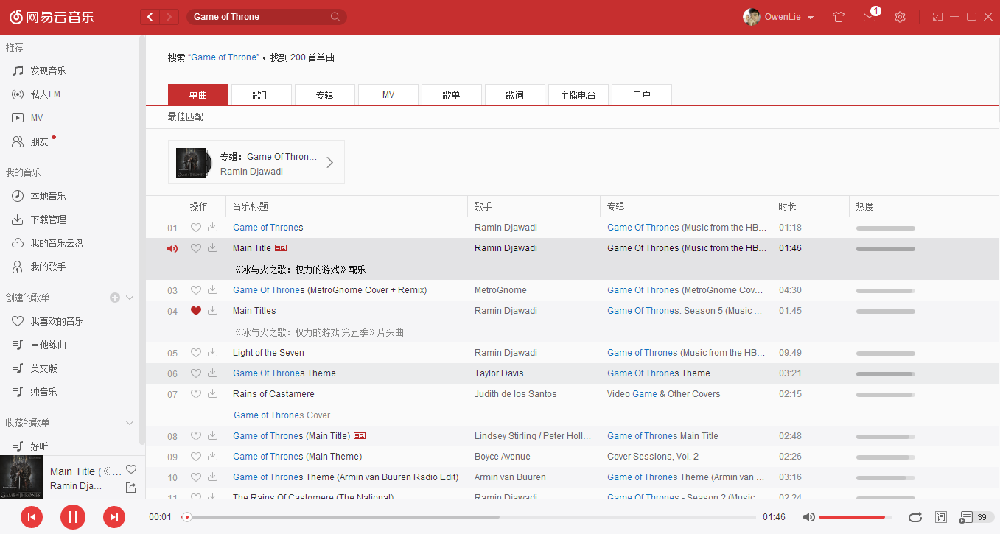 网易云音乐
Game of Throne
OwenLie
1
推荐
发现音乐
私人FM
MV
朋友
我的音乐
本地音乐
下载管理
我的音乐云盘
我的歌手
创建的歌单
我喜欢的音乐
吉他练曲
英文版
纯音乐
收藏的歌单
好听
搜索 “Game of Throne” ，找到 200 首单曲
单曲 歌手 专辑 MV 歌单 歌词 主播电台 用户
最佳匹配
专辑：Game Of Thron...
Ramin Djawadi
操作 音乐标题 歌手 专辑 时长 热度
01 Game of Thrones Ramin Djawadi Game Of Thrones (Music from the HB... 01:18
Main Title SQ Ramin Djawadi Game Of Thrones (Music from the HB... 01:46
《冰与火之歌：权力的游戏》配乐
03 Game Of Thrones (MetroGnome Cover + Remix) MetroGnome Game Of Thrones (MetroGnome Cov... 04:30
04 Main Titles Ramin Djawadi Game Of Thrones: Season 5 (Music ... 01:45
《冰与火之歌：权力的游戏 第五季》片头曲
05 Light of the Seven Ramin Djawadi Game of Thrones (Music from the HB... 09:49
06 Game Of Thrones Theme Taylor Davis Game Of Thrones Theme 03:21
07 Rains of Castamere Judith de los Santos Video Game & Other Covers 02:15
Game of Thrones Cover
08 Game of Thrones (Main Title) SQ Lindsey Stirling / Peter Holl... Game of Thrones Main Title 02:48
09 Game of Thrones (Main Theme) Boyce Avenue Cover Sessions, Vol. 2 02:26
10 Game of Thrones Theme (Armin van Buuren Radio Edit) Armin van Buuren Game of Thrones Theme (Armin van ... 03:16
11 The Rains Of Castomere (The National) Ramin Djawadi Game of Thrones - Season 2 (Music... 02:24
GAME OF THRONES
Main Title (《...
Ramin Dja...
00:01 01:46 词 39